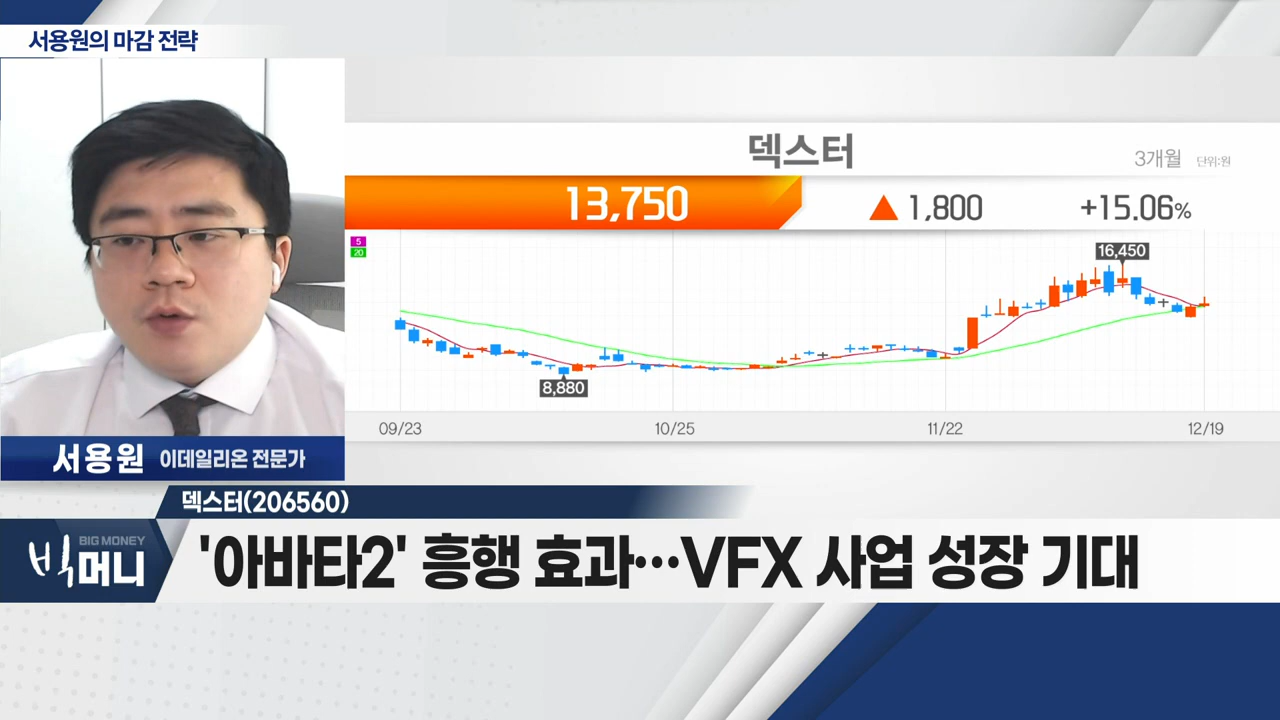 서용원의 마감 전략
덱스터
3개월 단위:원
13,750 ▲ 1,800 +15.06%
5
20
16,450
8,880
09/23 10/25 11/22 12/19
서용원 이데일리온 전문가
덱스터(206560)
BIG MONEY
빅머니
'아바타2' 흥행 효과…VFX 사업 성장 기대